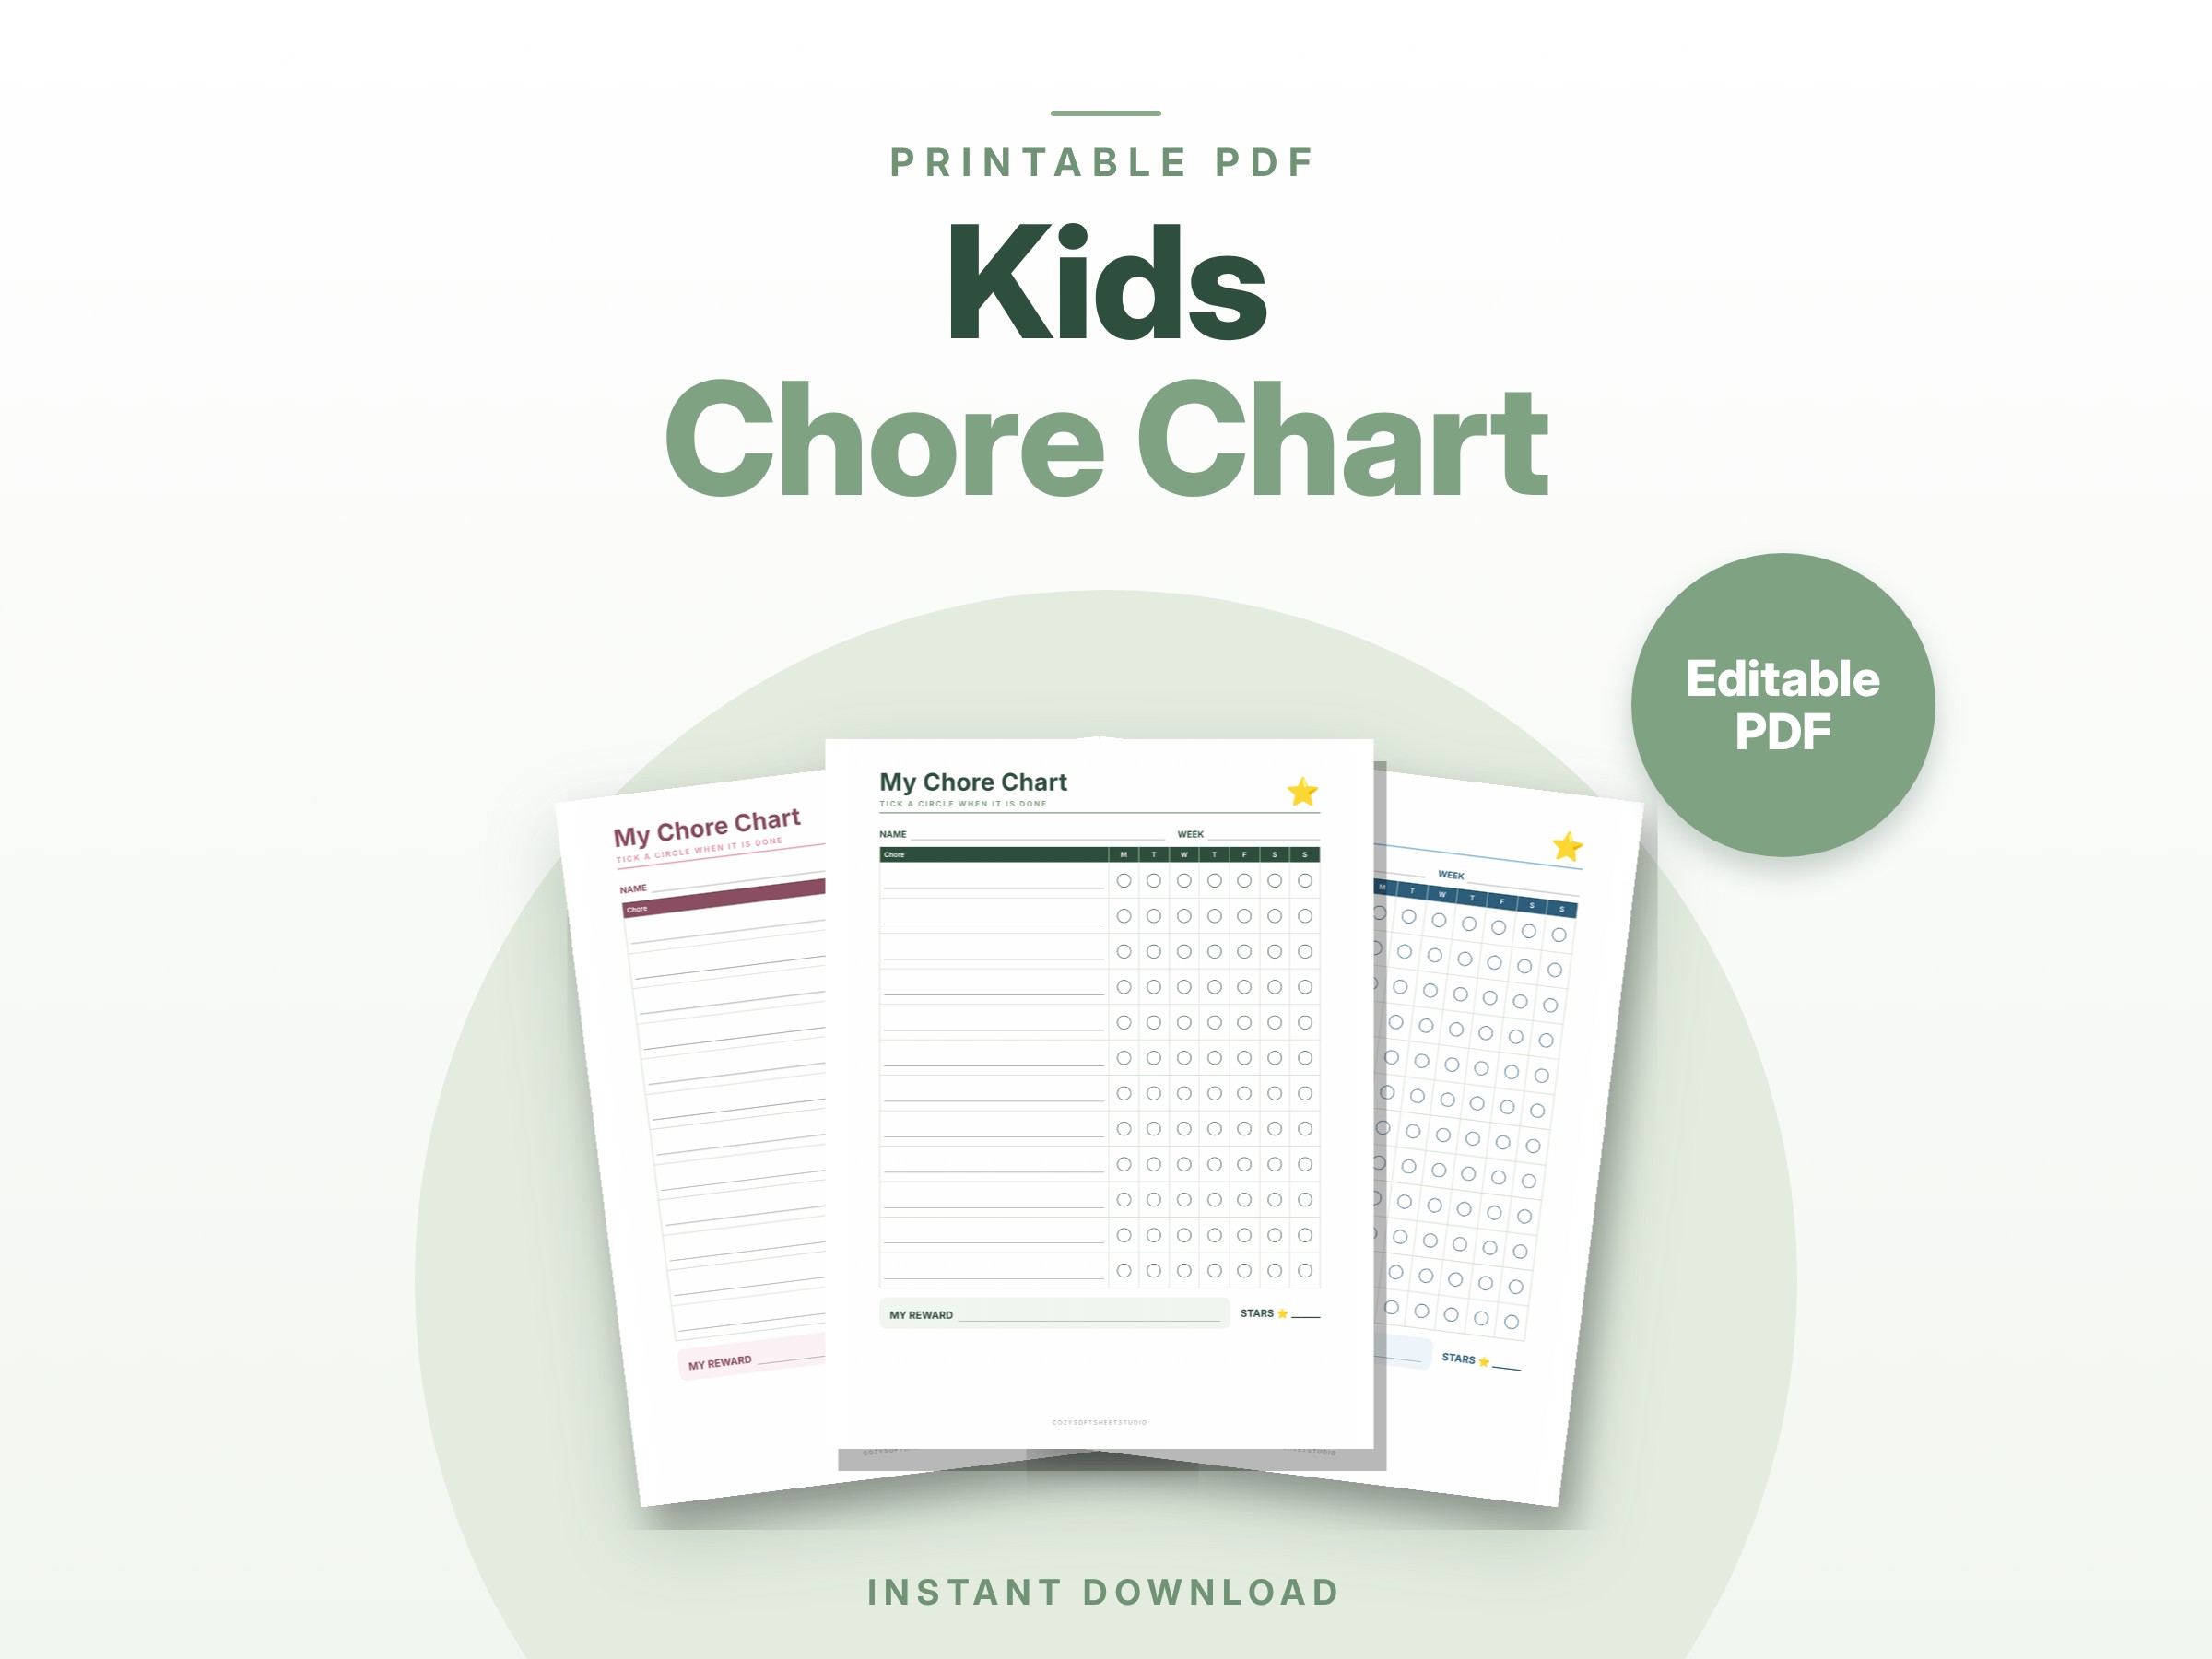 PRINTABLE PDF
Kids
Chore Chart
Editable
PDF
My Chore Chart
TICK A CIRCLE WHEN IT IS DONE
NAME
Chore
MY REWARD
My Chore Chart
TICK A CIRCLE WHEN IT IS DONE
NAME WEEK
Chore M T W T F S S
MY REWARD STARS
COZYSOFTSHEETSTUDIO
WEEK
M T W T F S S
STARS
INSTANT DOWNLOAD